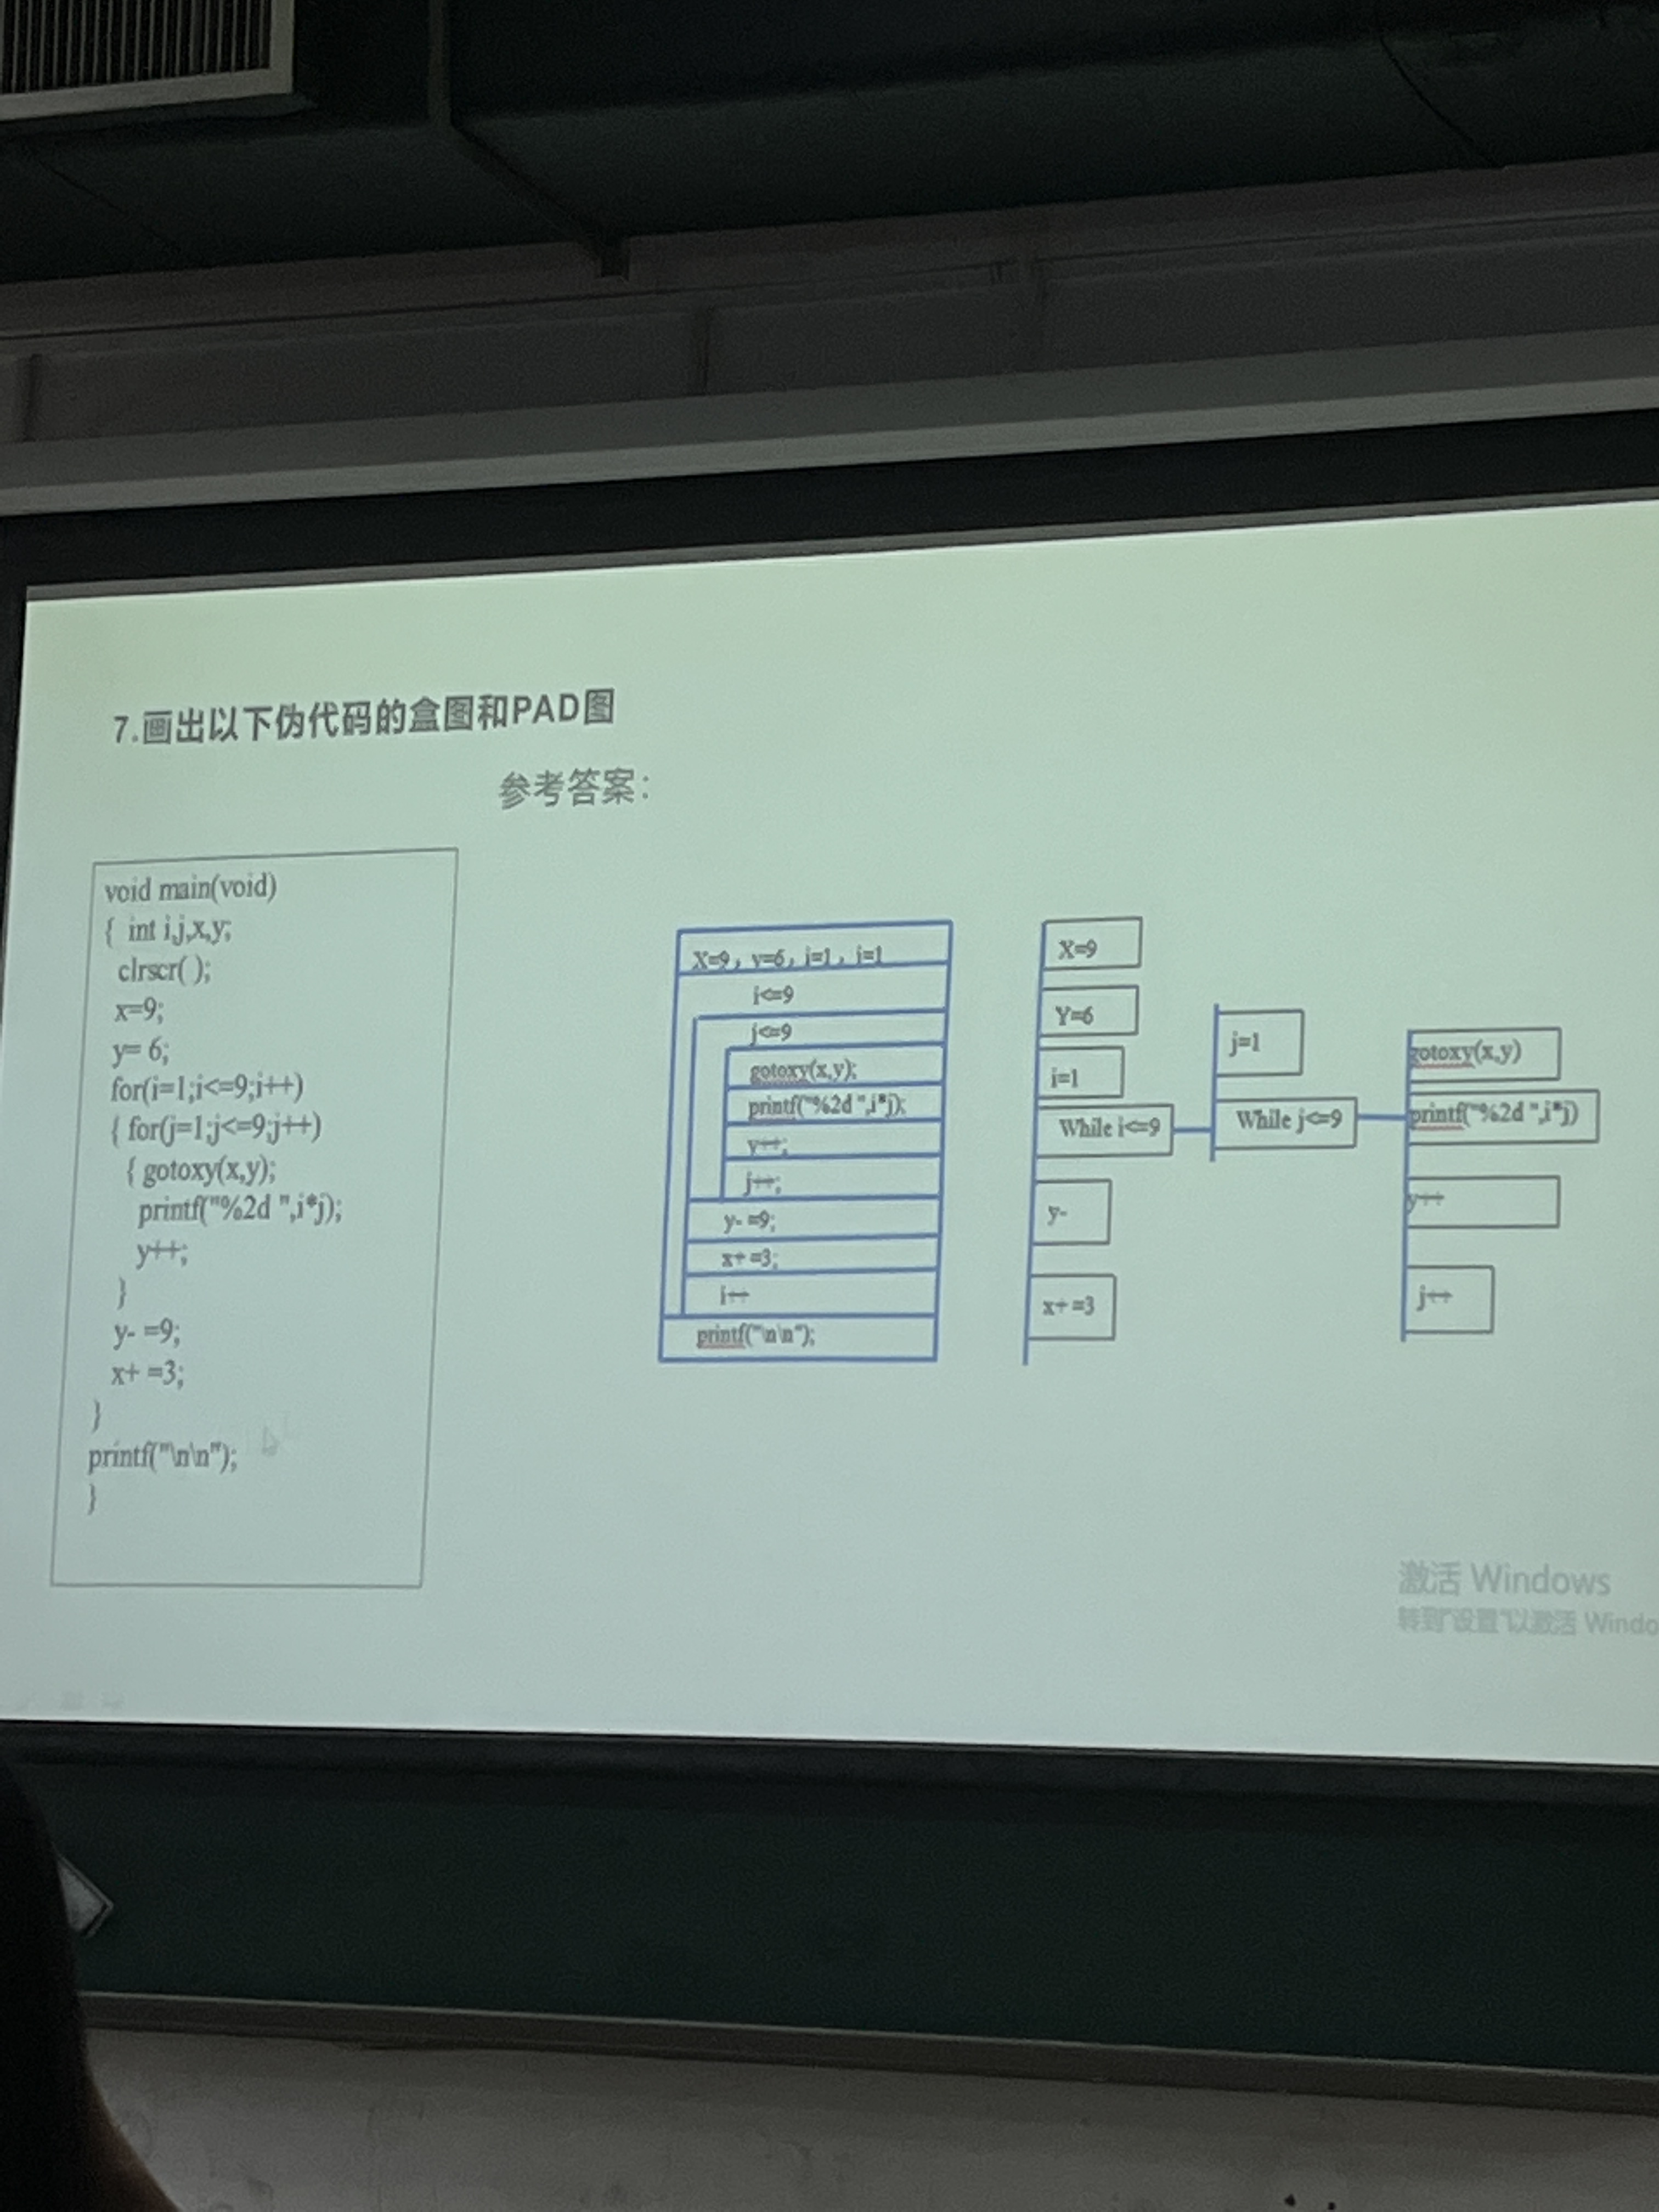 7.画出以下伪代码的盒图和PAD图
参考答案：
void main(void)
{ int i,j,x,y;
clrscr( );
x=9;
y= 6;
for(i=1;i<=9;i++)
{ for(j=1;j<=9;j++)
{ gotoxy(x,y);
printf("%2d ",i*j);
y++;
}
y- =9;
x+ =3;
}
printf("\n\n");
}
X=9，y=6，i=1，i=1
i<=9
j<=9
gotoxy(x,y);
printf("%2d ",i*j);
y++;
j++;
y- =9;
x+ =3;
i++
printf("\n\n");
X=9
Y=6
i=1
While i<=9
y-
x+ =3
j=1
While j<=9
gotoxy(x,y)
printf("%2d ",i*j)
y++
j++
激活 Windows
转到"设置"以激活 Windo